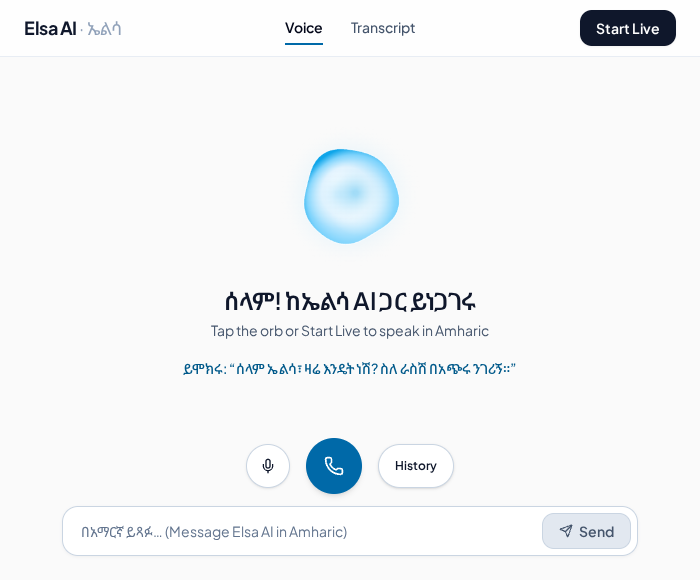 Elsa AI · ኤልሳ
Voice
Transcript
Start Live
ሰላም! ከኤልሳ AI ጋር ይነጋገሩ
Tap the orb or Start Live to speak in Amharic
ይሞክሩ: “ሰላም ኤልሳ፣ ዛሬ እንዴት ነሽ? ስለ ራስሽ በአጭሩ ንገሪኝ።”
History
በአማርኛ ይጻፉ... (Message Elsa AI in Amharic)
Send